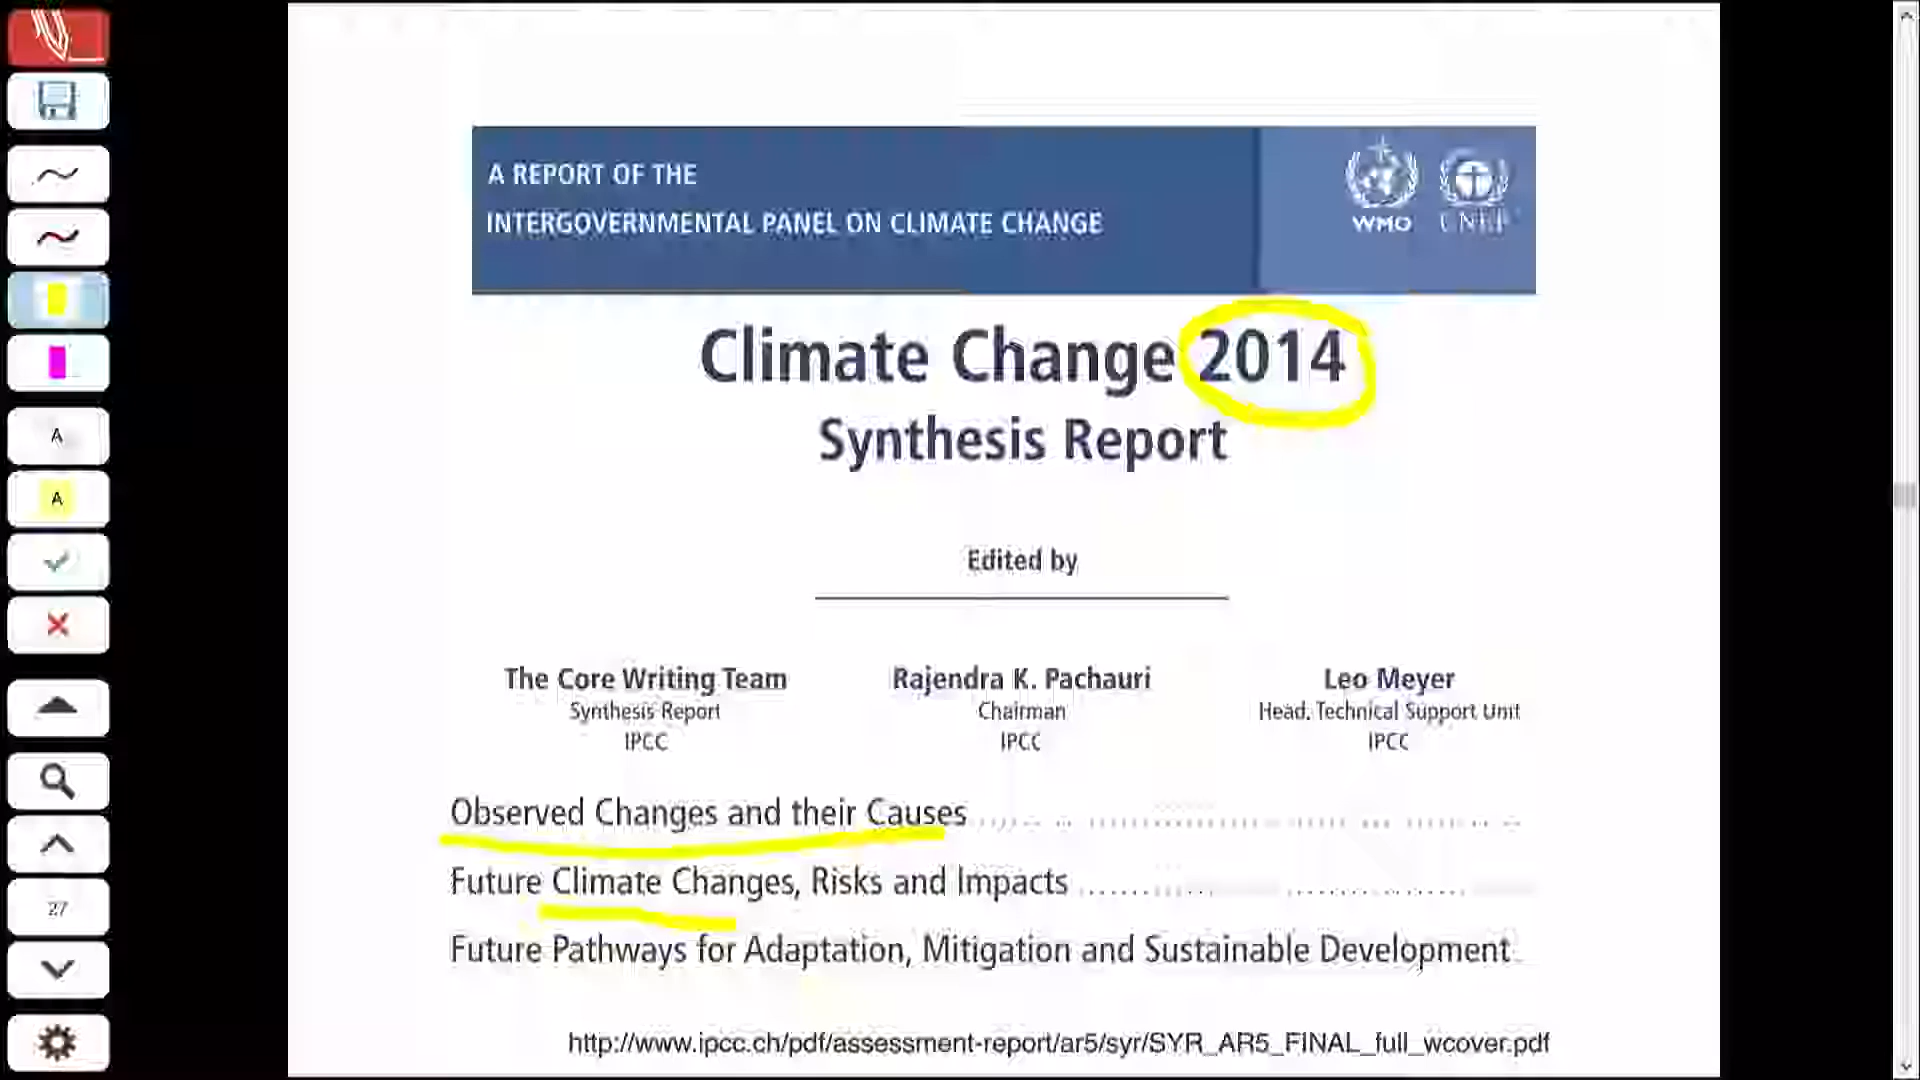 A REPORT OF THE
INTERGOVERNMENTAL PANEL ON CLIMATE CHANGE
WMO UNEP
Climate Change 2014
Synthesis Report
Edited by
The Core Writing Team
Synthesis Report
IPCC
Rajendra K. Pachauri
Chairman
IPCC
Leo Meyer
Head, Technical Support Unit
IPCC
Observed Changes and their Causes
Future Climate Changes, Risks and Impacts
Future Pathways for Adaptation, Mitigation and Sustainable Development
http://www.ipcc.ch/pdf/assessment-report/ar5/syr/SYR_AR5_FINAL_full_wcover.pdf
A
A
27